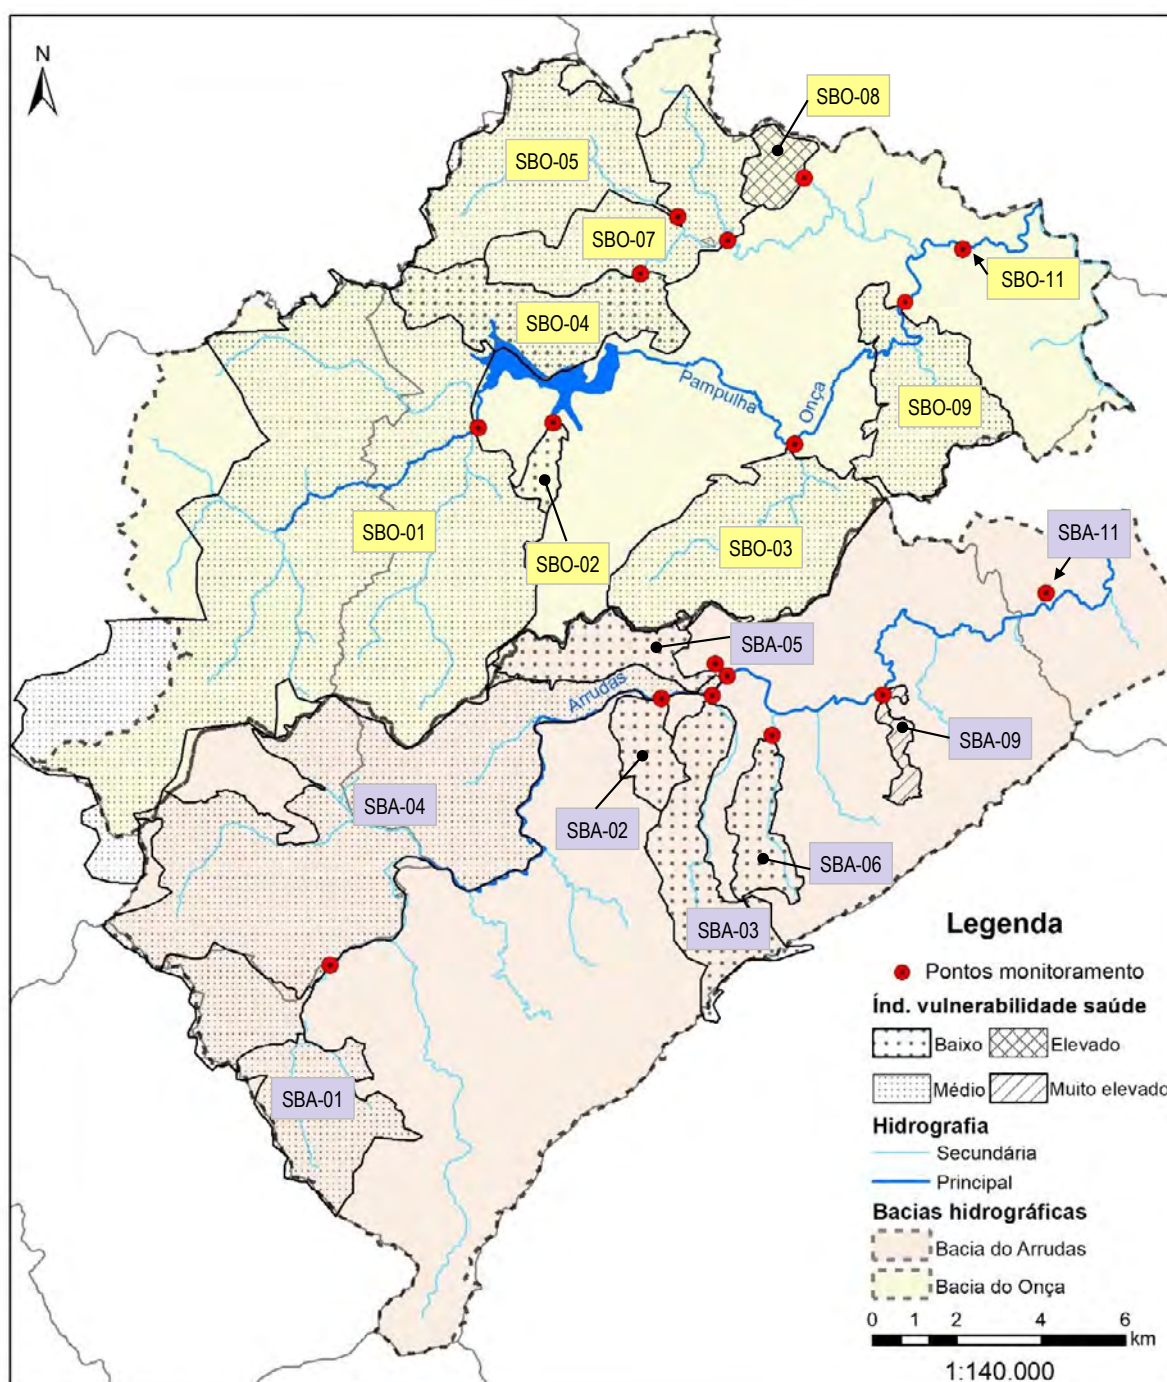 N
SBO-08
SBO-05
SBO-07
SBO-11
SBO-04
Pampulha
Onça
SBO-09
SBO-01
SBO-03
SBO-02
SBA-11
SBA-05
Arrudas
SBA-09
SBA-04
SBA-02
SBA-06
SBA-03
SBA-01
Legenda
Pontos monitoramento
Índ. vulnerabilidade saúde
Baixo
Elevado
Médio
Muito elevado
Hidrografia
Secundária
Principal
Bacias hidrográficas
Bacia do Arrudas
Bacia do Onça
0 1 2 4 6
km
1:140.000